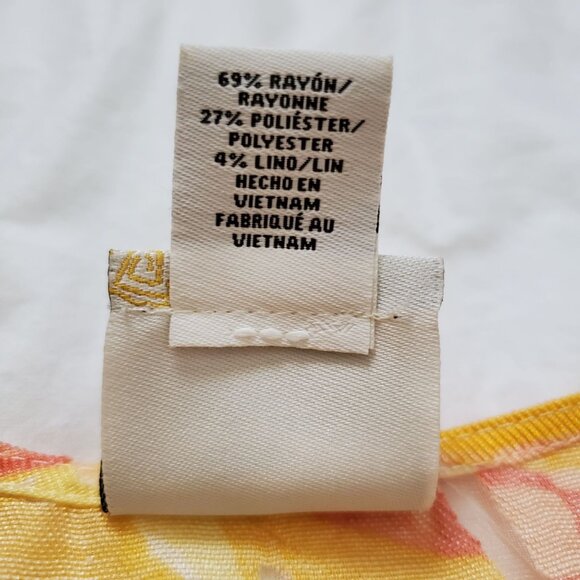 69% RAYÓN/
RAYONNE
27% POLIÉSTER/
POLYESTER
4% LINO/LIN
HECHO EN
VIETNAM
FABRIQUÉ AU
VIETNAM